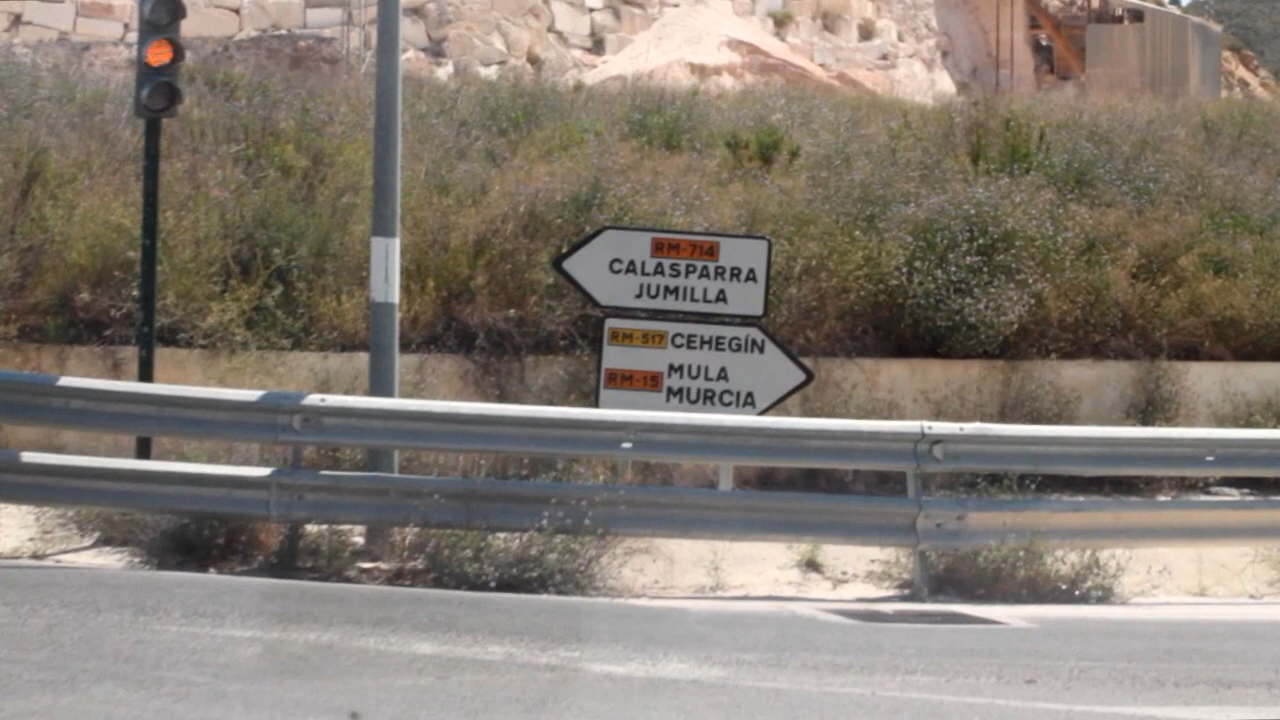 RM-714
CALASPARRA
JUMILLA
RM-517 CEHEGÍN
RM-15 MULA
MURCIA